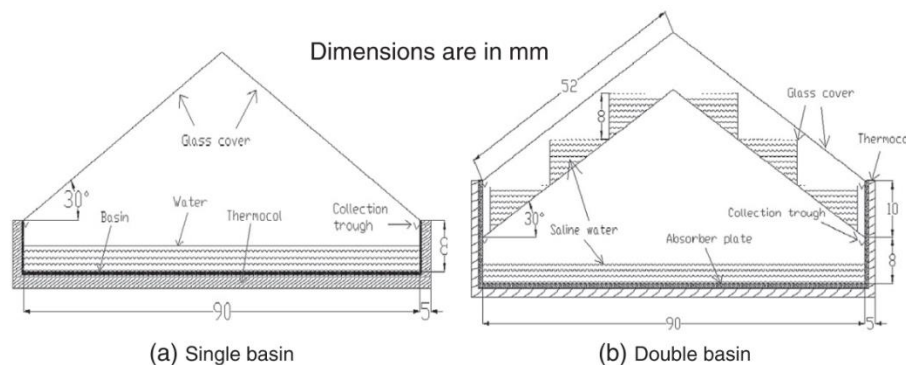 Dimensions are in mm
Glass cover
30°
Basin
Water
Thermocol
Collection
trough
8
90
5
(a) Single basin
52
Glass cover
8
Thermocol
30°
Saline water
Collection trough
Absorber plate
10
8
90
5
(b) Double basin